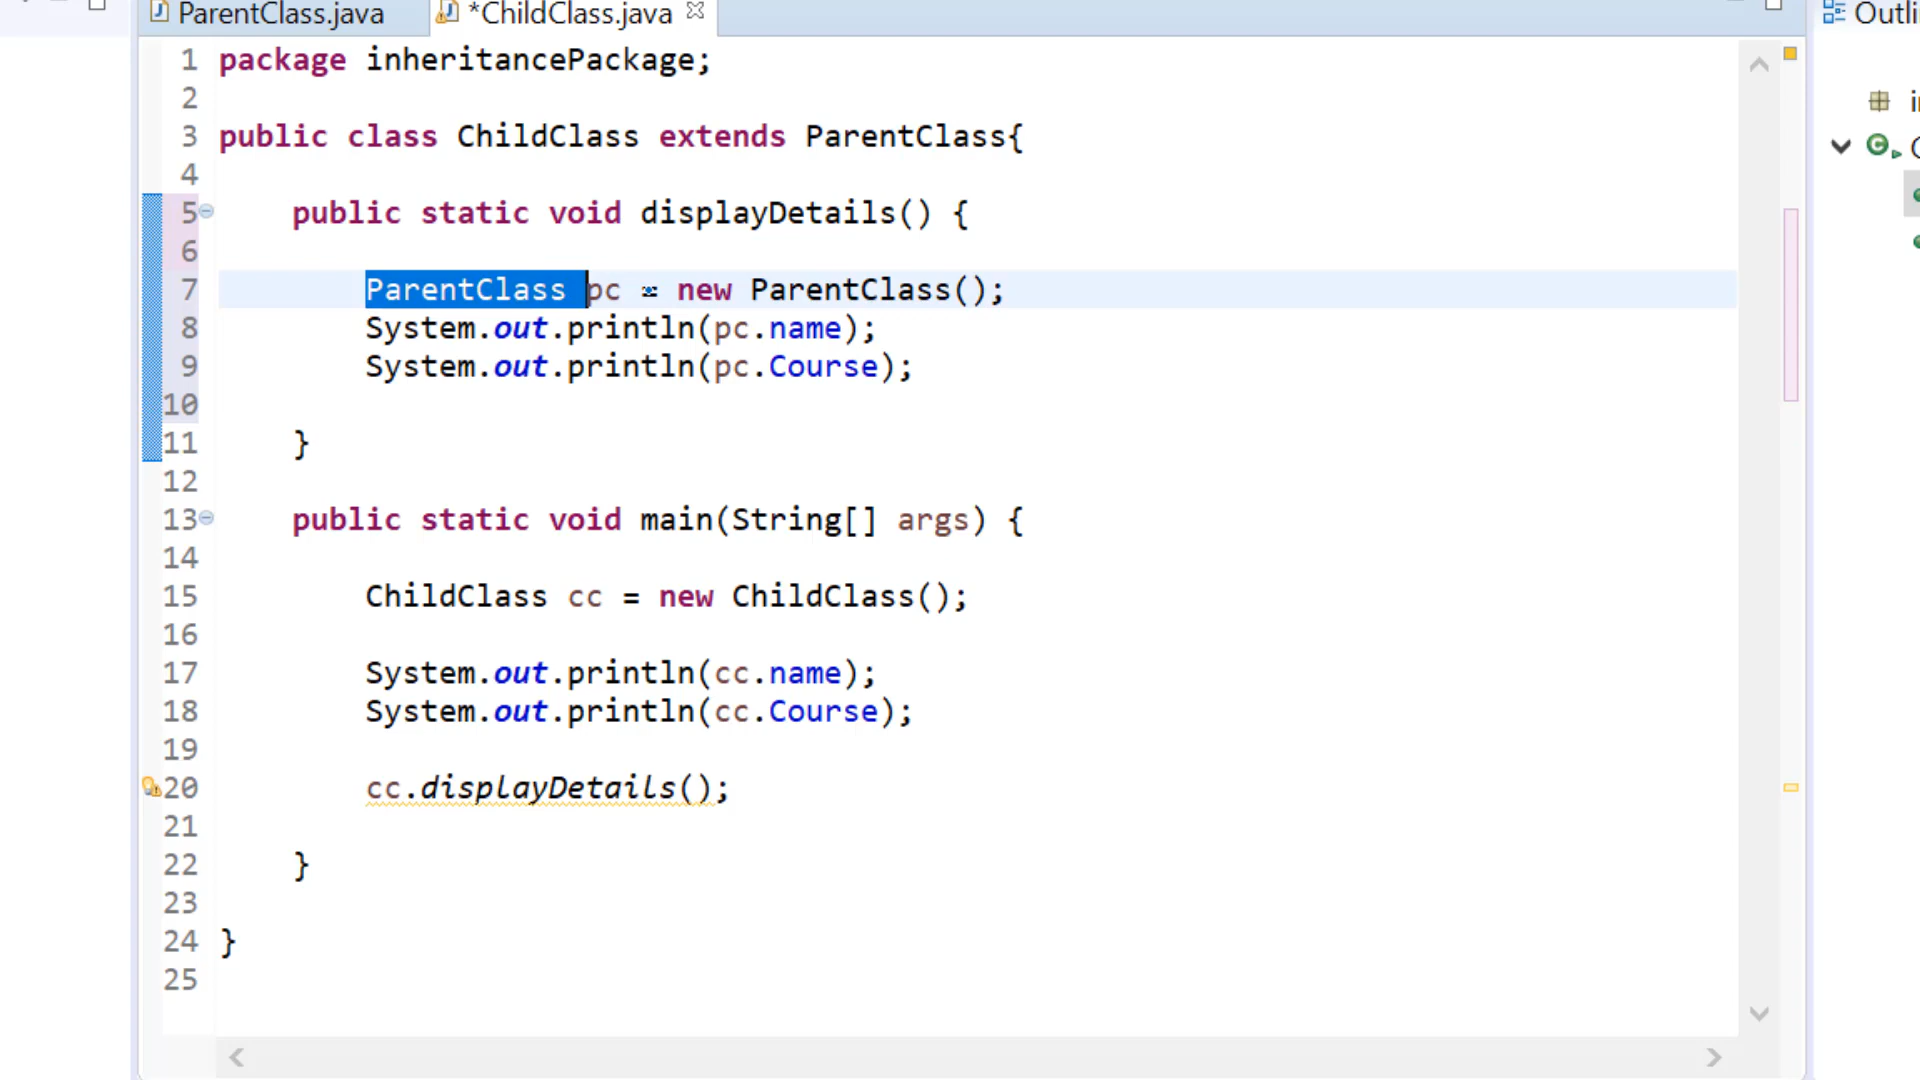 ParentClass.java *ChildClass.java Outli
1 package inheritancePackage;
2
3 public class ChildClass extends ParentClass{
4
5 public static void displayDetails() {
6
7 ParentClass pc = new ParentClass();
8 System.out.println(pc.name);
9 System.out.println(pc.Course);
10
11 }
12
13 public static void main(String[] args) {
14
15 ChildClass cc = new ChildClass();
16
17 System.out.println(cc.name);
18 System.out.println(cc.Course);
19
20 cc.displayDetails();
21
22 }
23
24 }
25